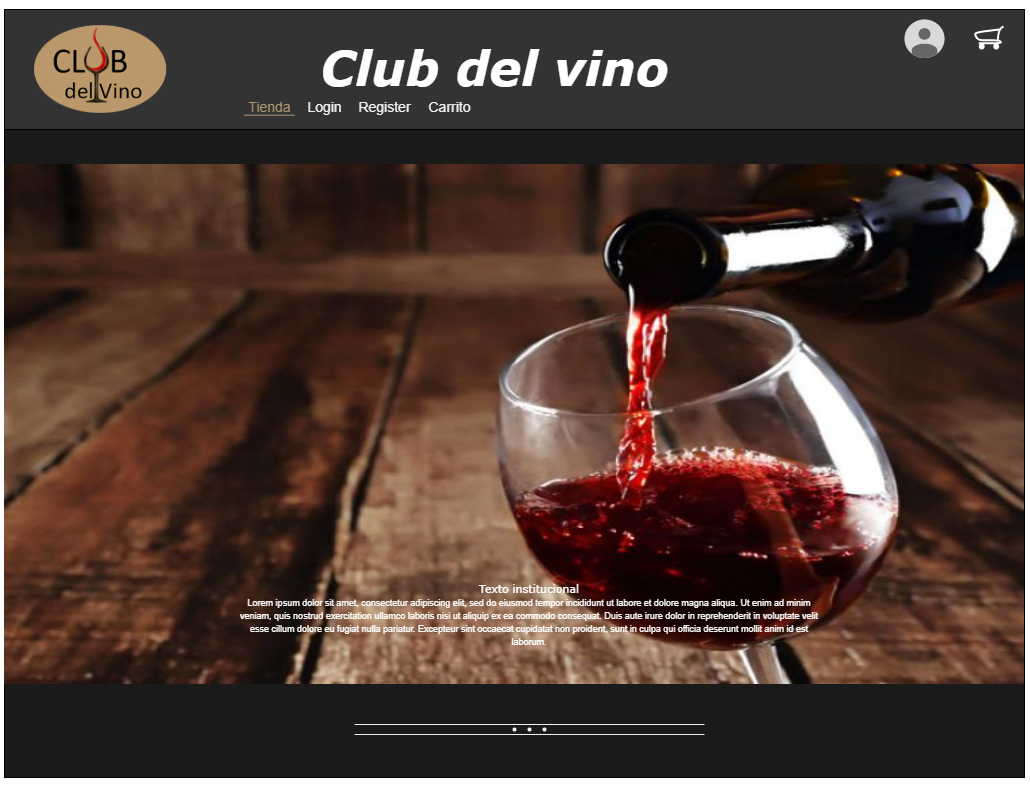 CLUB
del Vino
Club del vino
Tienda Login Register Carrito
Texto institucional
Lorem ipsum dolor sit amet, consectetur adipiscing elit, sed do eiusmod tempor incididunt ut labore et dolore magna aliqua. Ut enim ad minim
veniam, quis nostrud exercitation ullamco laboris nisi ut aliquip ex ea commodo consequat. Duis aute irure dolor in reprehenderit in voluptate velit
esse cillum dolore eu fugiat nulla pariatur. Excepteur sint occaecat cupidatat non proident, sunt in culpa qui officia deserunt mollit anim id est
laborum.